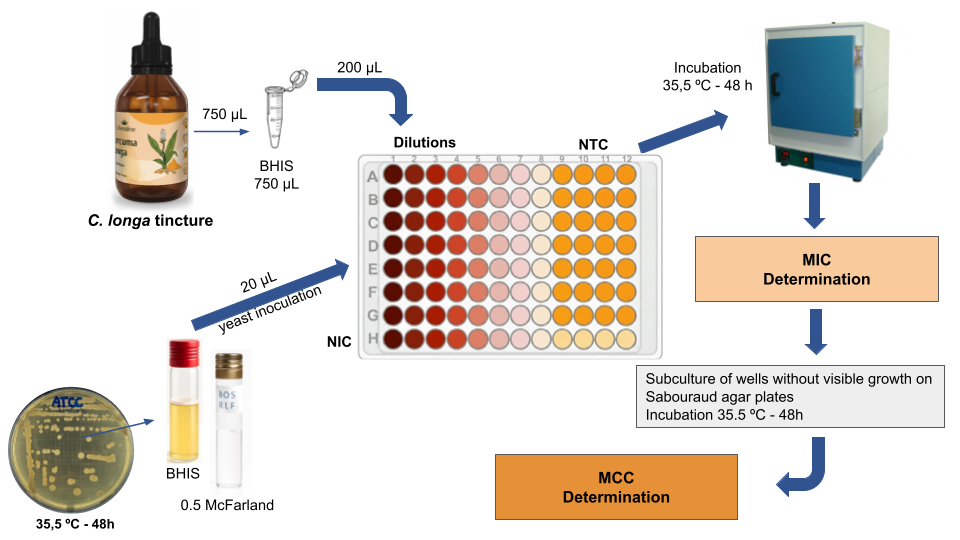 750 µL
BHIS
750 µL
200 µL
C. longa tincture
Dilutions
NTC
1 2 3 4 5 6 7 8 9 10 11 12
A
B
C
D
E
F
G
H
NIC
20 µL
yeast inoculation
ATCC
35,5 ºC - 48h
BHIS
BOS
RLF
0.5 McFarland
Incubation
35,5 ºC - 48 h
MIC
Determination
Subculture of wells without visible growth on
Sabouraud agar plates
Incubation 35.5 ºC - 48h
MCC
Determination